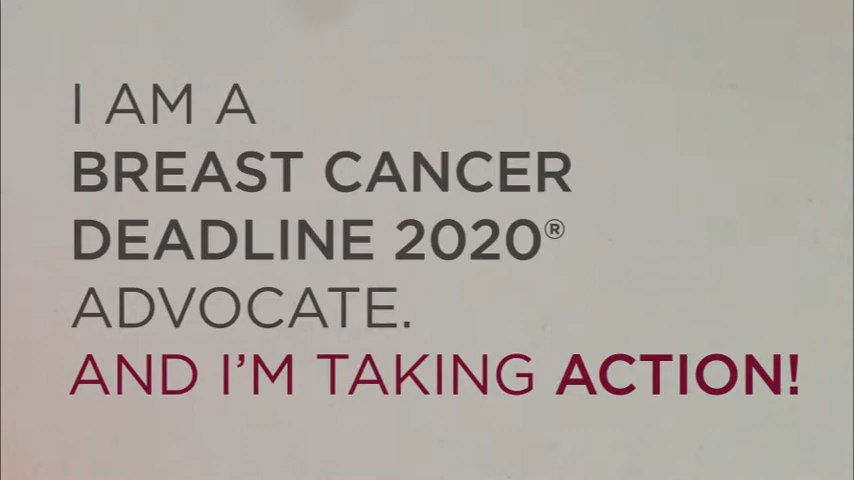 I AM A
BREAST CANCER
DEADLINE 2020®
ADVOCATE.
AND I’M TAKING ACTION!